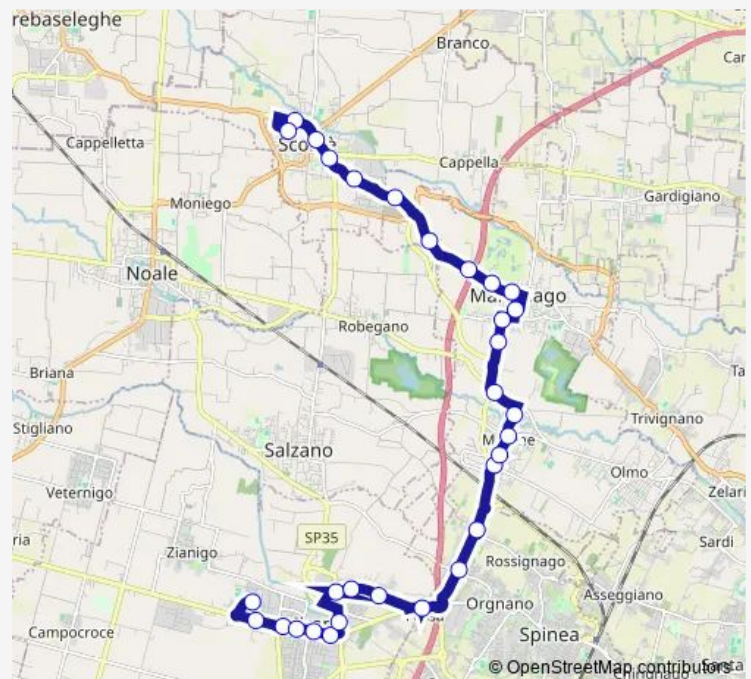 rebaseleghe
Branco
Car
Cappelletta
Cappella
Gardigiano
Moniego
Noale
Robegano
Briana
Ta
Stigliano
Trivignano
Salzano
Olmo
Veternigo
Zelari
SP35
ria
Sardi
Zianigo
Rossignago
Asseggiano
Orgnano
Campocroce
Spinea
© OpenStreetMap contributors